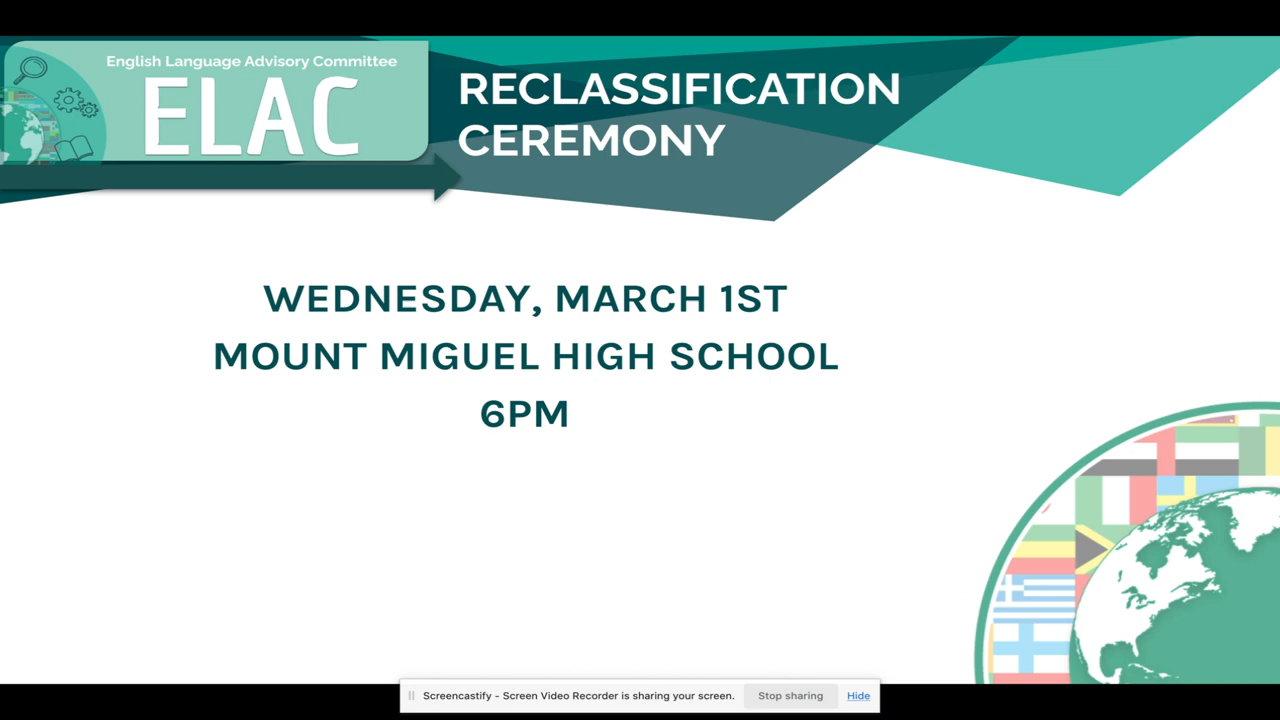 English Language Advisory Committee
ELAC
RECLASSIFICATION
CEREMONY
WEDNESDAY, MARCH 1ST
MOUNT MIGUEL HIGH SCHOOL
6PM
Screencastify - Screen Video Recorder is sharing your screen. Stop sharing Hide